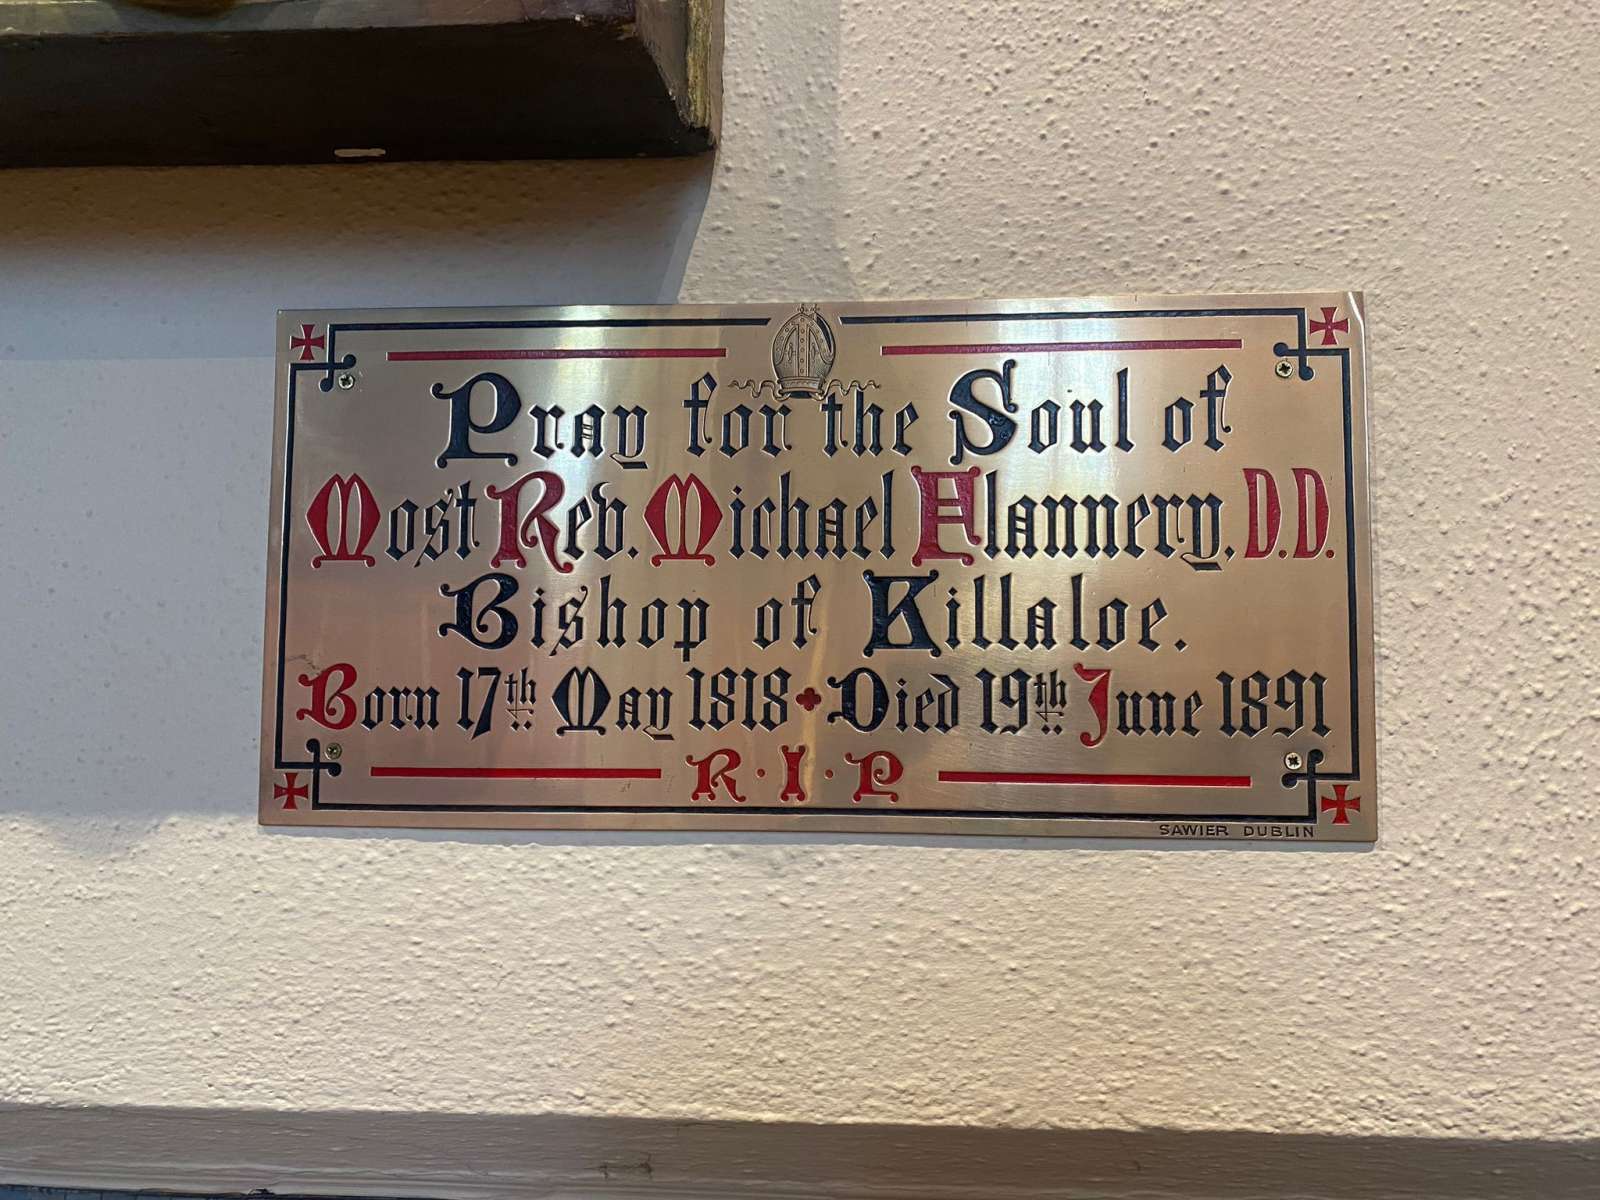 Pray for the Soul of
Most Rev. Michael Flannery, D.D.
Bishop of Killaloe.
Born 17th May 1818 • Died 19th June 1891
R · I · P
SAWIER DUBLIN